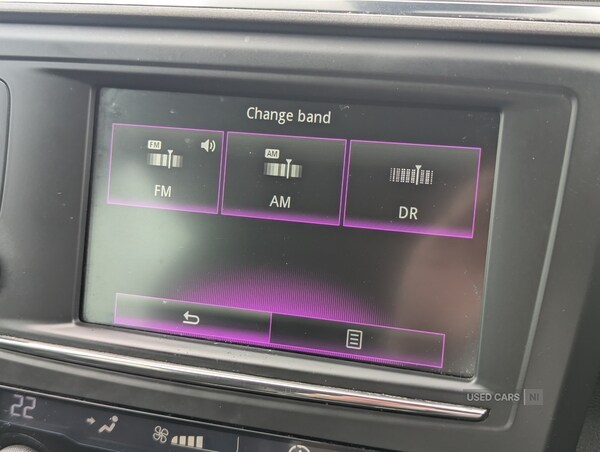 Change band
FM
AM
FM
AM
DR
22
USED CARS NI